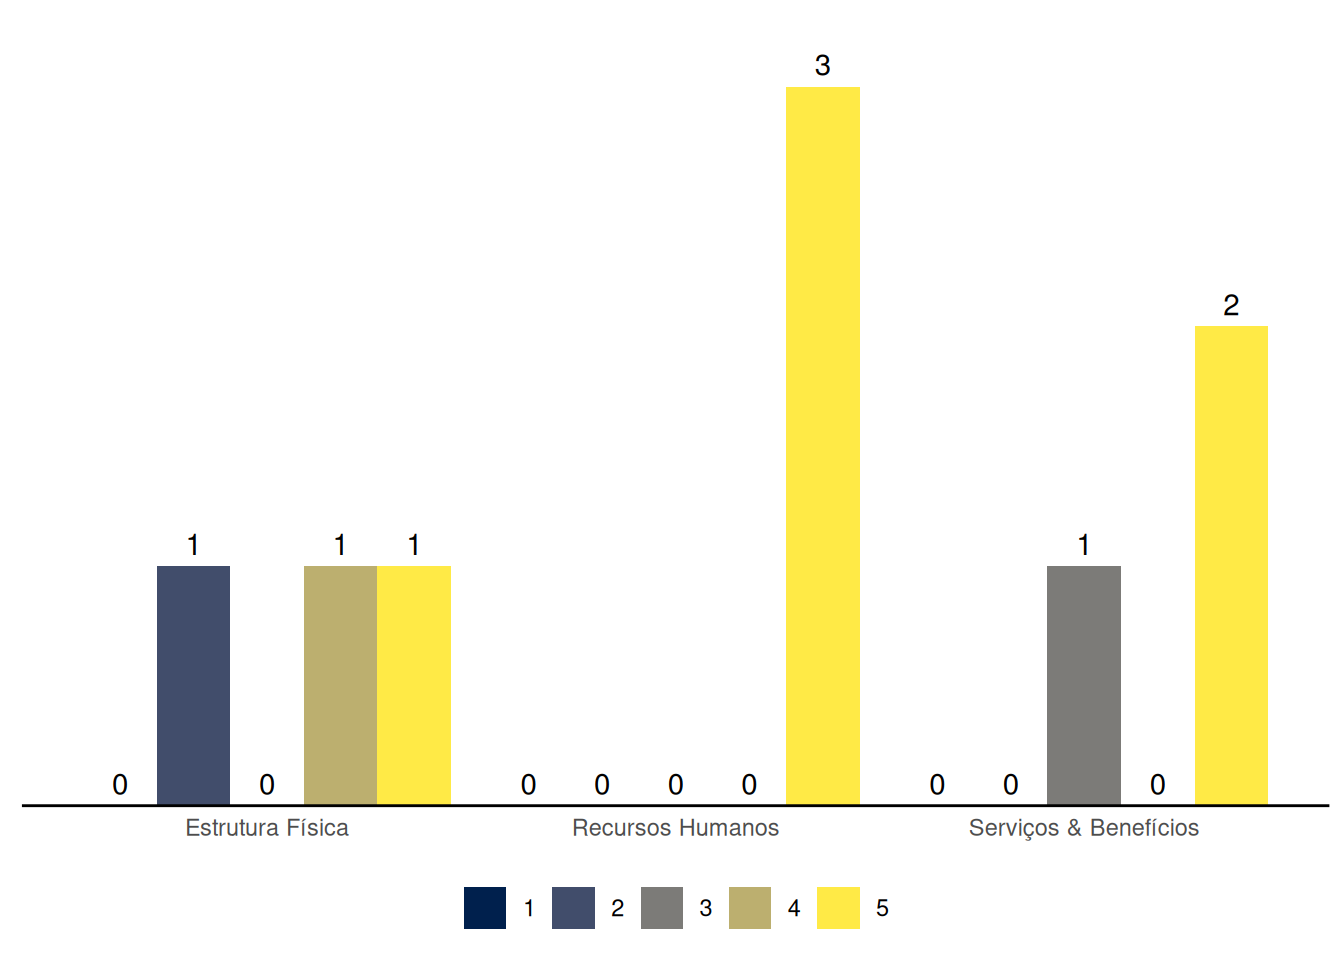 3
2
1 1 1 1
0 0 0 0 0 0 0 0 0
Estrutura Física Recursos Humanos Serviços & Benefícios
1 2 3 4 5